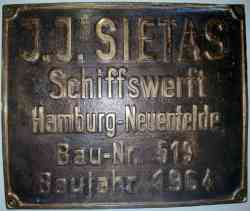 J.J. SIETAS
Schiffswerft
Hamburg-Neuenfelde
Bau-Nr. 519
Baujahr 1964